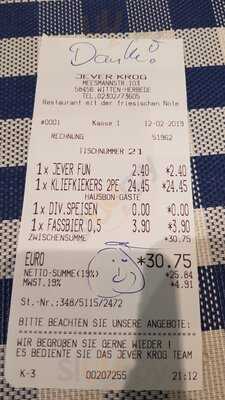 Danke!
JEVER KROG
MEESMANNSTR.103
58456 WITTEN-HERBEDE
TEL.02302/73605
Restaurant mit der friesischen Note
#0001 Kasse 1 12-02-2019
RECHNUNG 51962
TISCHNUMMER 21
1x JEVER FUN 2.40 *2.40
1x KLIEFKIEKERS 2PE 24.45 *24.45
HAUSBON-GÄSTE
1x DIV.SPEISEN 0.00 *0.00
1x FASSBIER 0,5 3.90 *3.90
ZWISCHENSUMME *30.75
EURO *30.75
NETTO-SUMME(19%) *25.84
MWST.19% *4.91
St.-Nr.:348/5115/2472
BITTE BEACHTEN SIE UNSERE ANGEBOTE:
WIR BEGRÜßEN SIE GERNE WIEDER !
ES BEDIENTE SIE DAS JEVER KROG TEAM
K-3 00207255 21:12